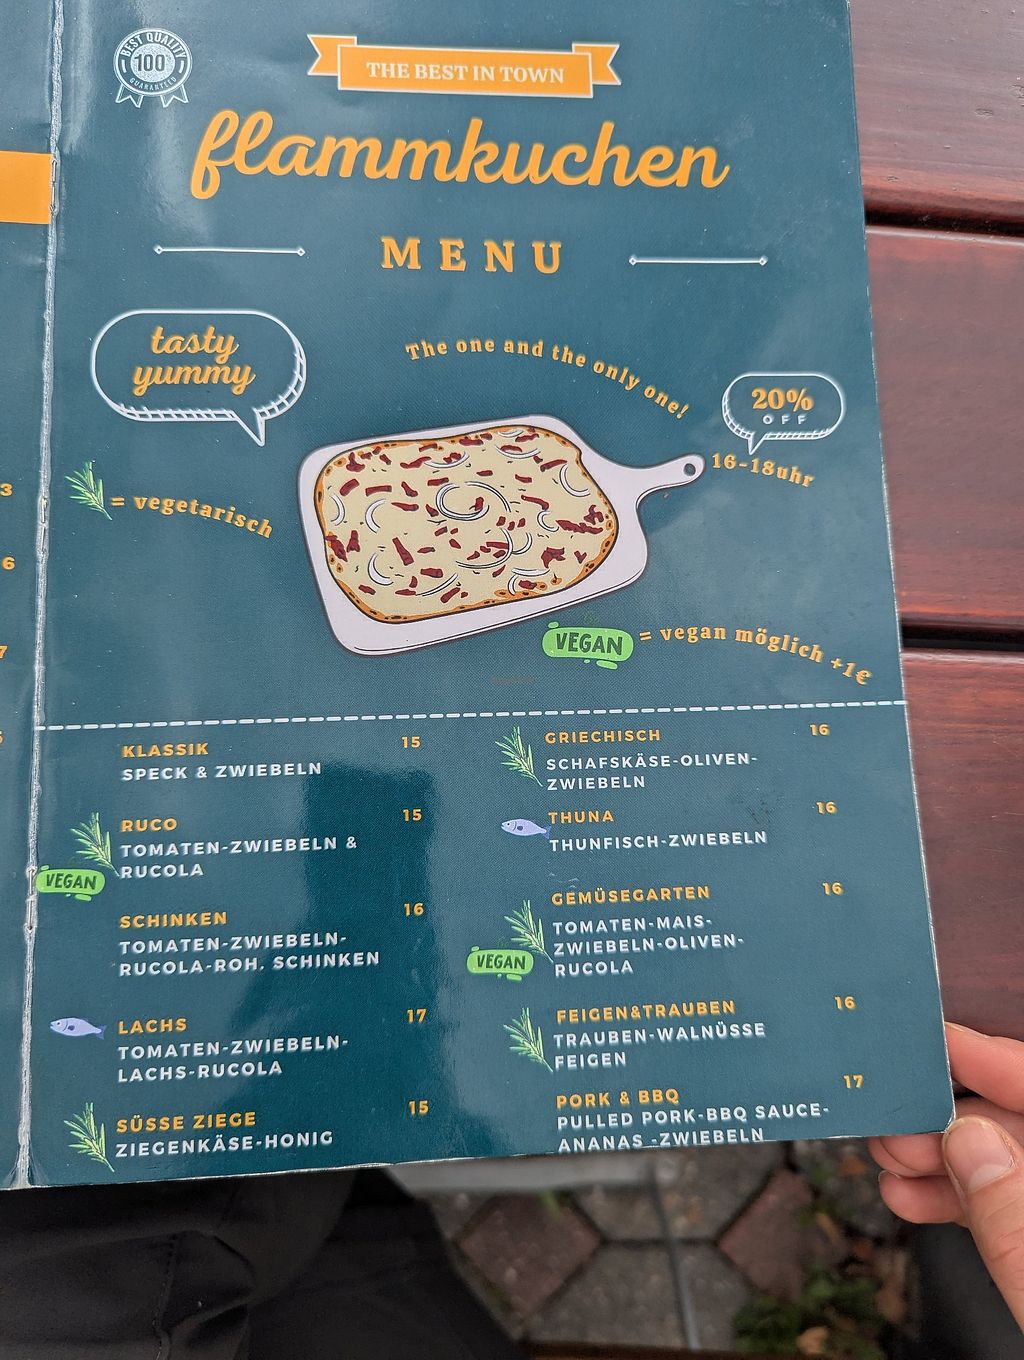 BEST QUALITY
100%
GUARANTEED
THE BEST IN TOWN
flammkuchen
MENU
tasty
yummy
The one and the only one!
20%
OFF
16-18uhr
= vegetarisch
VEGAN = vegan möglich +1€
3
6
7
KLASSIK 15
SPECK & ZWIEBELN
RUCO 15
TOMATEN-ZWIEBELN &
RUCOLA
VEGAN
SCHINKEN 16
TOMATEN-ZWIEBELN-
RUCOLA-ROH. SCHINKEN
LACHS 17
TOMATEN-ZWIEBELN-
LACHS-RUCOLA
SÜSSE ZIEGE 15
ZIEGENKÄSE-HONIG
GRIECHISCH 16
SCHAFSKÄSE-OLIVEN-
ZWIEBELN
THUNA 16
THUNFISCH-ZWIEBELN
GEMÜSEGARTEN 16
TOMATEN-MAIS-
ZWIEBELN-OLIVEN-
RUCOLA
VEGAN
FEIGEN&TRAUBEN 16
TRAUBEN-WALNÜSSE
FEIGEN
PORK & BBQ 17
PULLED PORK-BBQ SAUCE-
ANANAS -ZWIEBELN